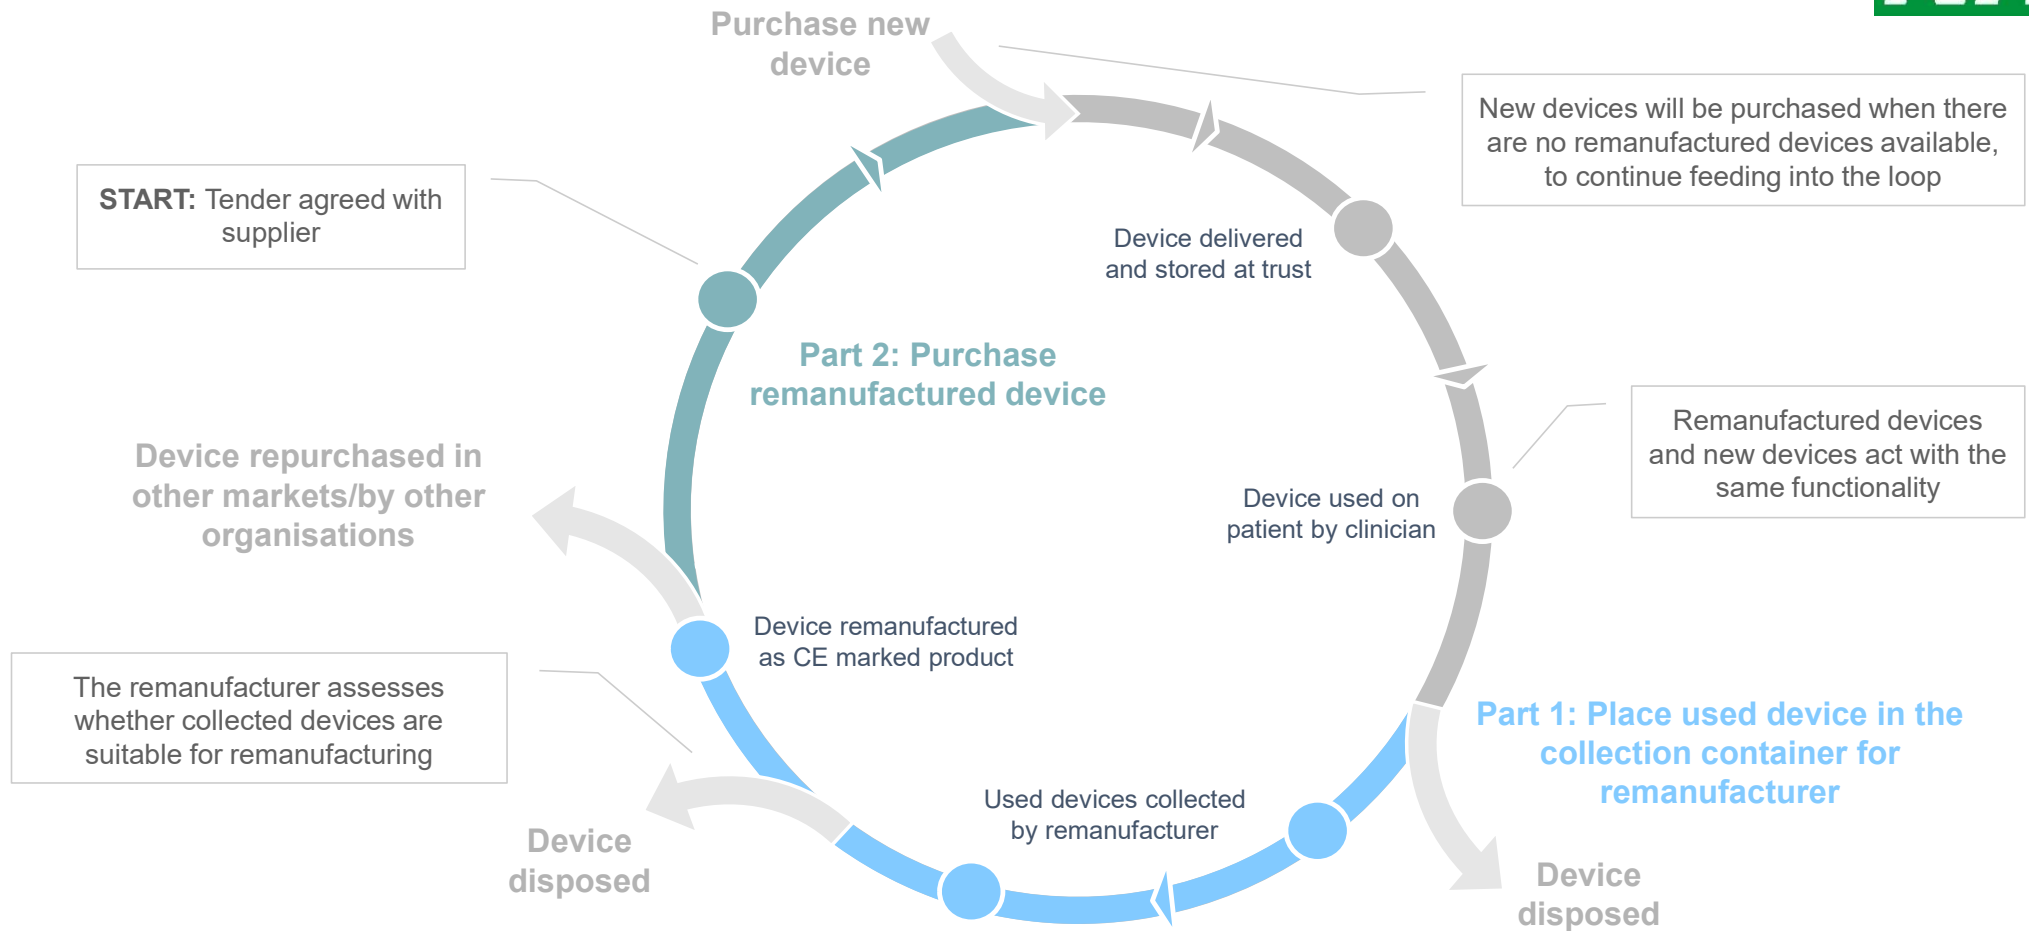 Purchase new
device
New devices will be purchased when there
are no remanufactured devices available,
to continue feeding into the loop
START: Tender agreed with
supplier
Device delivered
and stored at trust
Part 2: Purchase
remanufactured device
Remanufactured devices
and new devices act with the
same functionality
Device repurchased in
other markets/by other
organisations
Device used on
patient by clinician
Device remanufactured
as CE marked product
The remanufacturer assesses
whether collected devices are
suitable for remanufacturing
Part 1: Place used device in the
collection container for
remanufacturer
Used devices collected
by remanufacturer
Device
disposed
Device
disposed